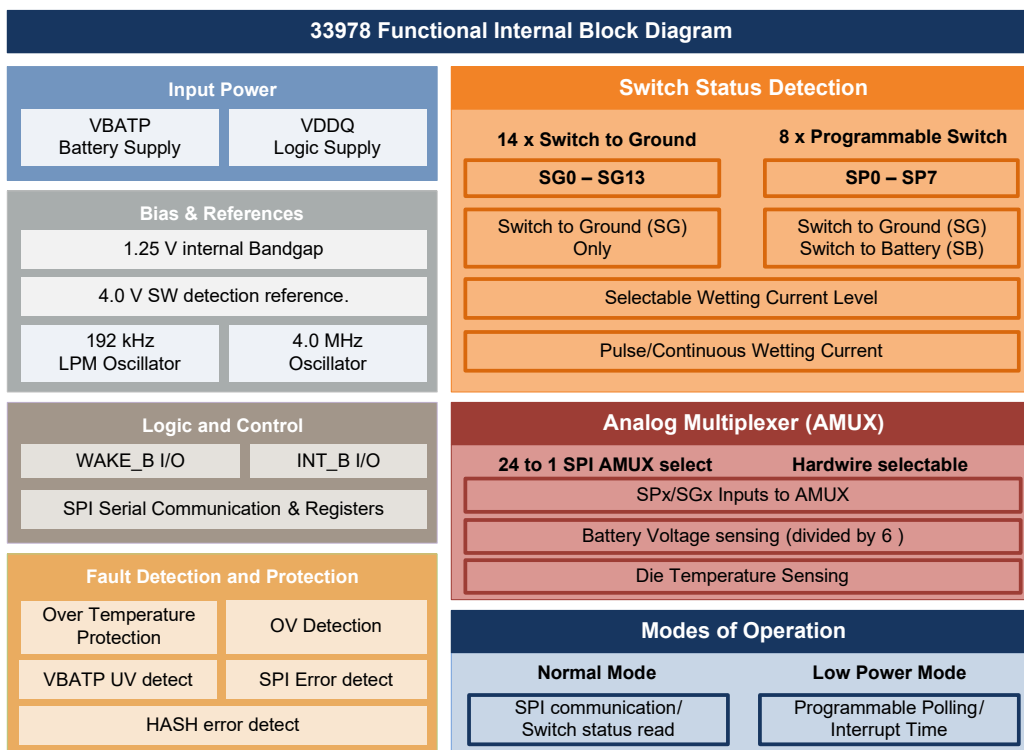 33978 Functional Internal Block Diagram
Input Power
VBATP
Battery Supply
VDDQ
Logic Supply
Bias & References
1.25 V internal Bandgap
4.0 V SW detection reference.
192 kHz
LPM Oscillator
4.0 MHz
Oscillator
Logic and Control
WAKE_B I/O
INT_B I/O
SPI Serial Communication & Registers
Fault Detection and Protection
Over Temperature
Protection
OV Detection
VBATP UV detect
SPI Error detect
HASH error detect
Switch Status Detection
14 x Switch to Ground
8 x Programmable Switch
SG0 – SG13
SP0 – SP7
Switch to Ground (SG)
Only
Switch to Ground (SG)
Switch to Battery (SB)
Selectable Wetting Current Level
Pulse/Continuous Wetting Current
Analog Multiplexer (AMUX)
24 to 1 SPI AMUX select
Hardwire selectable
SPx/SGx Inputs to AMUX
Battery Voltage sensing (divided by 6 )
Die Temperature Sensing
Modes of Operation
Normal Mode
Low Power Mode
SPI communication/
Switch status read
Programmable Polling/
Interrupt Time